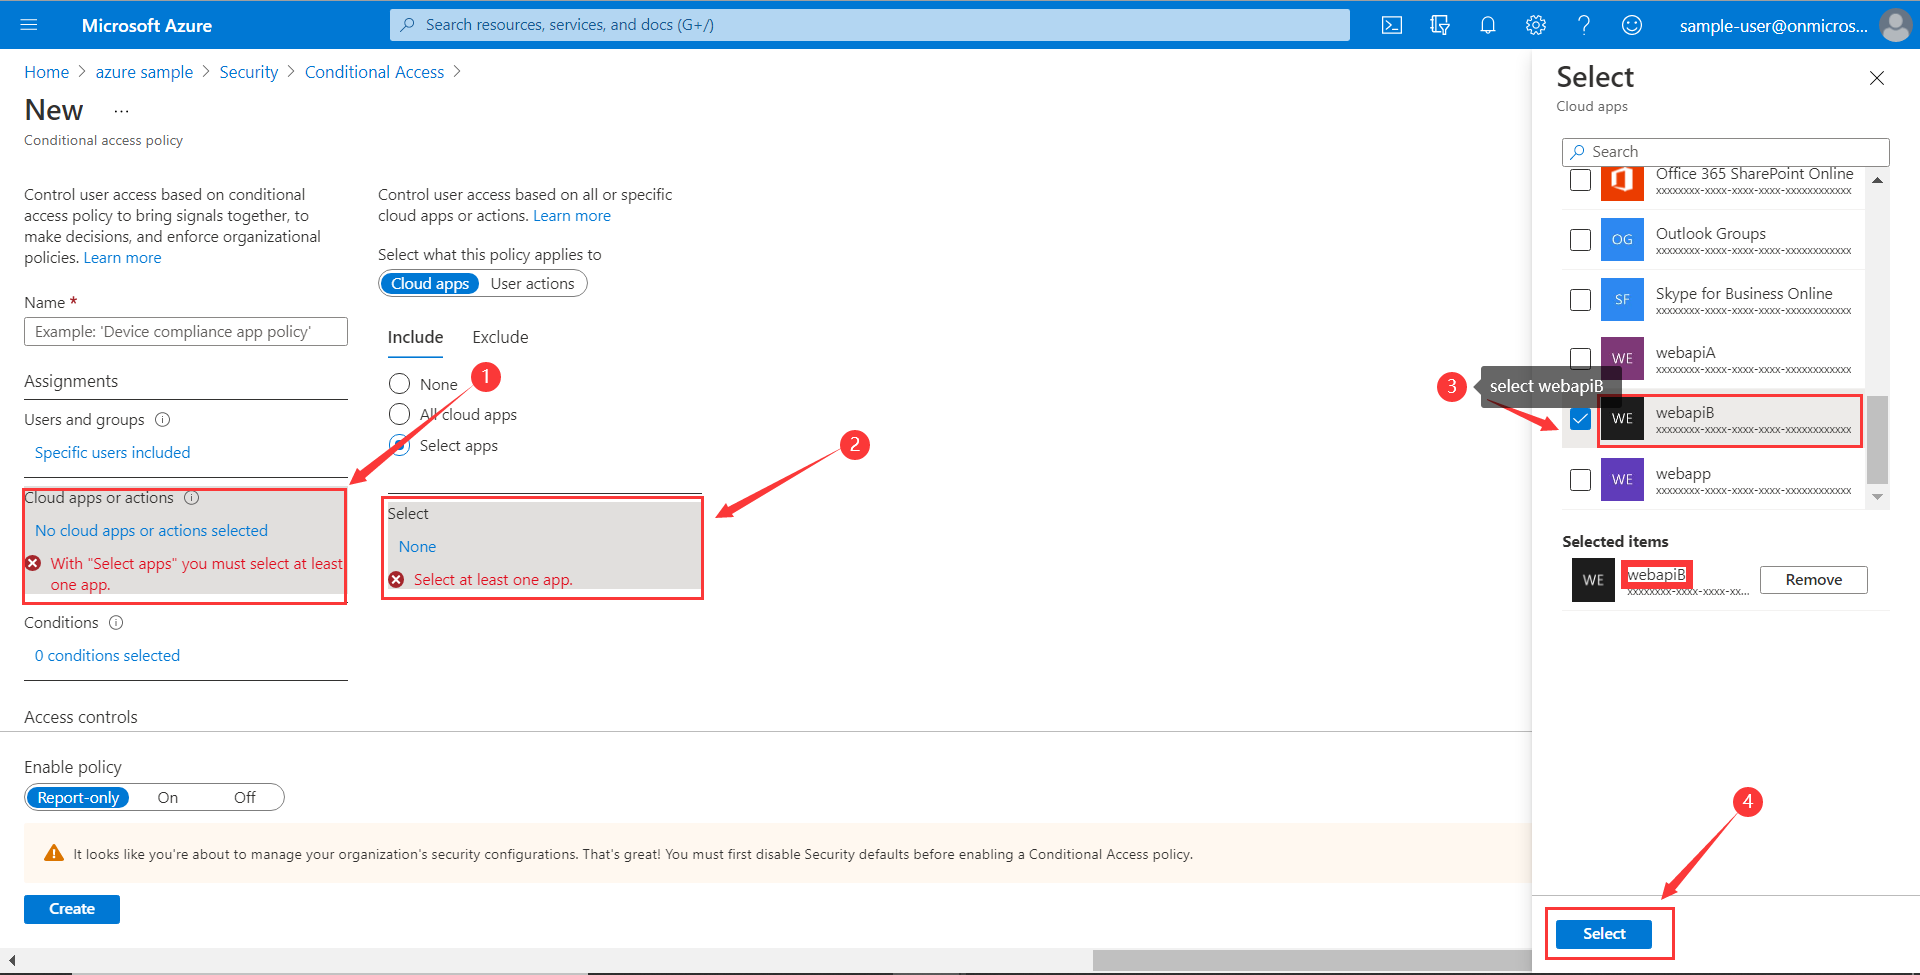 Microsoft Azure
Search resources, services, and docs (G+/)
sample-user@onmicros...
Home > azure sample > Security > Conditional Access >
New ...
Conditional access policy
Control user access based on conditional
access policy to bring signals together, to
make decisions, and enforce organizational
policies. Learn more
Name *
Example: 'Device compliance app policy'
Assignments
Users and groups
Specific users included
Cloud apps or actions
No cloud apps or actions selected
With "Select apps" you must select at least
one app.
Conditions
0 conditions selected
Access controls
Control user access based on all or specific
cloud apps or actions. Learn more
Select what this policy applies to
Cloud apps User actions
Include Exclude
None
All cloud apps
Select apps
1
2
Select
None
Select at least one app.
Enable policy
Report-only On Off
It looks like you're about to manage your organization's security configurations. That's great! You must first disable Security defaults before enabling a Conditional Access policy.
Create
Select
Cloud apps
Search
Office 365 SharePoint Online
xxxxxxxx-xxxx-xxxx-xxxx-xxxxxxxxxxxx
OG Outlook Groups
xxxxxxxx-xxxx-xxxx-xxxx-xxxxxxxxxxxx
SF Skype for Business Online
xxxxxxxx-xxxx-xxxx-xxxx-xxxxxxxxxxxx
WE webapiA
xxxxxxxx-xxxx-xxxx-xxxx-xxxxxxxxxxxx
3 select webapiB
WE webapiB
xxxxxxxx-xxxx-xxxx-xxxx-xxxxxxxxxxxx
WE webapp
xxxxxxxx-xxxx-xxxx-xxxx-xxxxxxxxxxxx
Selected items
WE webapiB Remove
xxxxxxxx-xxxx-xxxx-xx...
4
Select